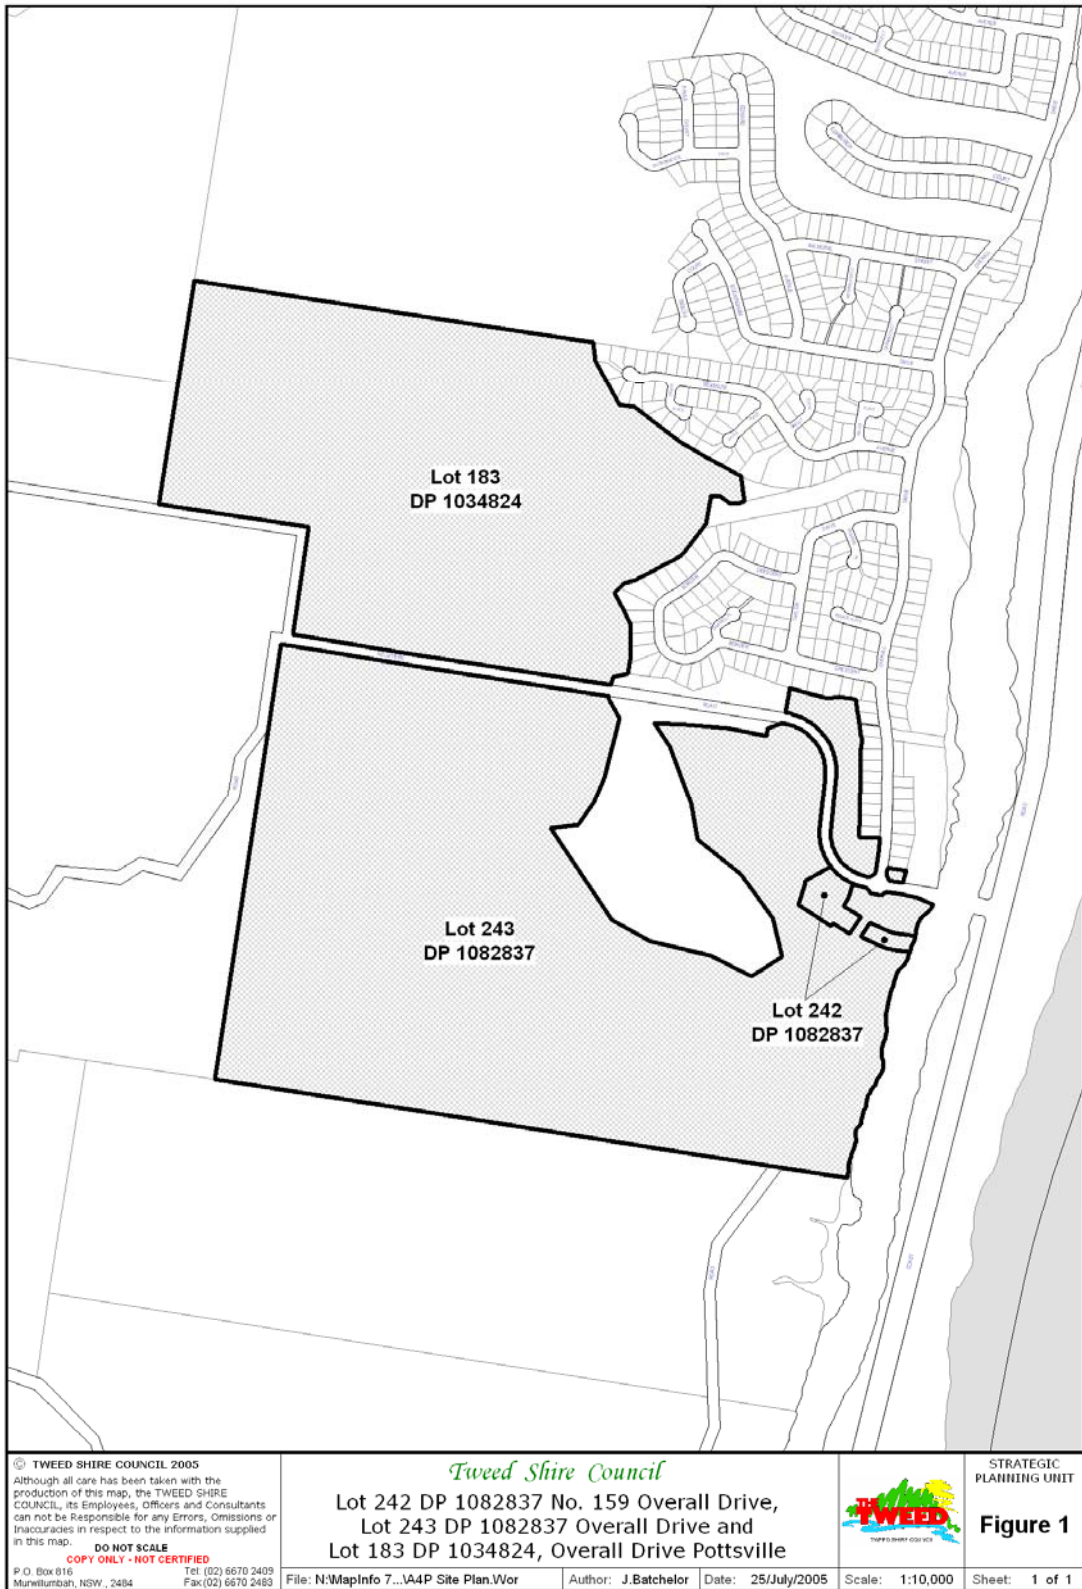 Lot 183
DP 1034824
ROAD
Lot 243
DP 1082837
Lot 242
DP 1082837
© TWEED SHIRE COUNCIL 2005
Although all care has been taken with the
production of this map, the TWEED SHIRE
COUNCIL, its Employees, Officers and Consultants
can not be Responsible for any Errors, Omissions or
Inaccuracies in respect to the information supplied
in this map.
DO NOT SCALE
COPY ONLY - NOT CERTIFIED
P.O. Box 816
Murwillumbah, NSW., 2484
Tel: (02) 6670 2409
Fax (02) 6670 2483
Tweed Shire Council
Lot 242 DP 1082837 No. 159 Overall Drive,
Lot 243 DP 1082837 Overall Drive and
Lot 183 DP 1034824, Overall Drive Pottsville
File: N:\MapInfo 7...\A4P Site Plan.Wor
Author: J.Batchelor
Date: 25/July/2005
THE
TWEED
TWEED SHIRE COUNCIL
Scale: 1:10,000
STRATEGIC
PLANNING UNIT
Figure 1
Sheet: 1 of 1